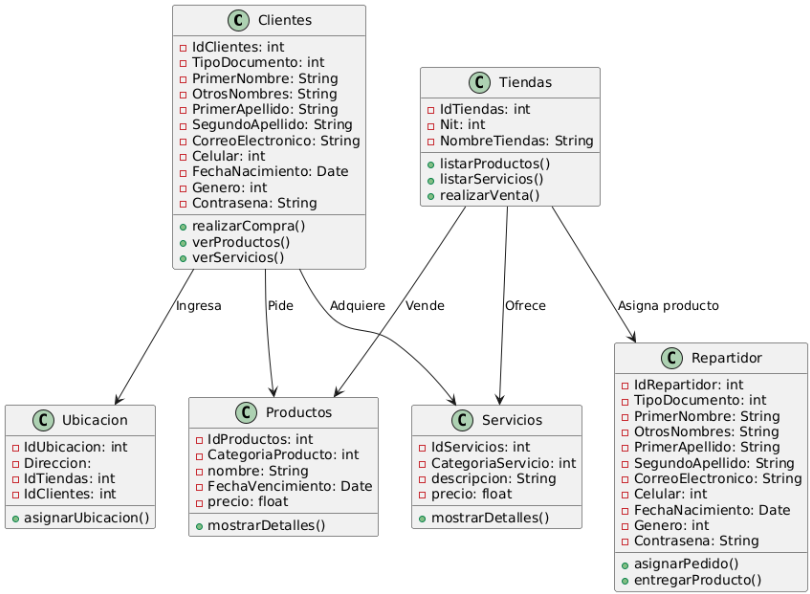 C Clientes
IdClientes: int
TipoDocumento: int
PrimerNombre: String
OtrosNombres: String
PrimerApellido: String
SegundoApellido: String
CorreoElectronico: String
Celular: int
FechaNacimiento: Date
Genero: int
Contrasena: String
realizarCompra()
verProductos()
verServicios()
C Tiendas
IdTiendas: int
Nit: int
NombreTiendas: String
listarProductos()
listarServicios()
realizarVenta()
Ingresa
Pide
Adquiere
Vende
Ofrece
Asigna producto
C Ubicacion
IdUbicacion: int
Direccion:
IdTiendas: int
IdClientes: int
asignarUbicacion()
C Productos
IdProductos: int
CategoriaProducto: int
nombre: String
FechaVencimiento: Date
precio: float
mostrarDetalles()
C Servicios
IdServicios: int
CategoriaServicio: int
descripcion: String
precio: float
mostrarDetalles()
C Repartidor
IdRepartidor: int
TipoDocumento: int
PrimerNombre: String
OtrosNombres: String
PrimerApellido: String
SegundoApellido: String
CorreoElectronico: String
Celular: int
FechaNacimiento: Date
Genero: int
Contrasena: String
asignarPedido()
entregarProducto()